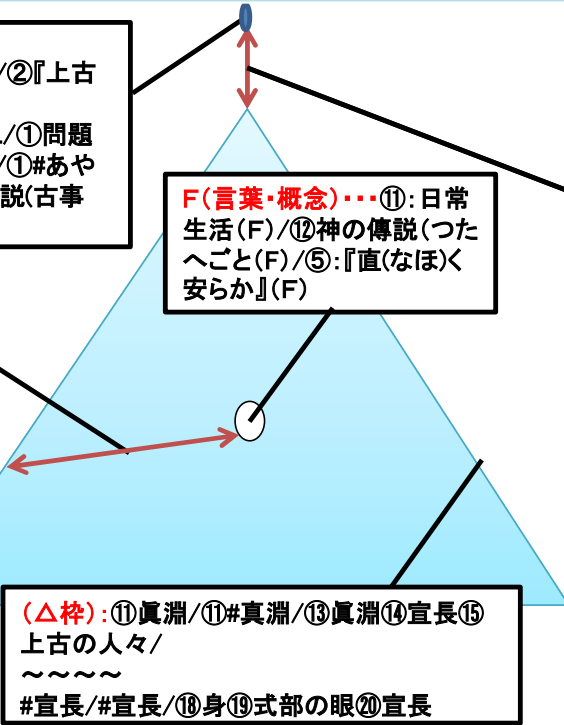 /②『上古
/①問題
/①#あや
説(古事
F(言葉・概念)・・・⑪:日常
生活(F)/⑫神の傳説(つた
へごと(F)/⑤:『直(なほ)く
安らか』(F)
(△枠):⑪眞淵/⑪#真淵/⑬眞淵⑭宣長⑮
上古の人々/
~~~~
#宣長/#宣長/⑱身⑲式部の眼⑳宣長